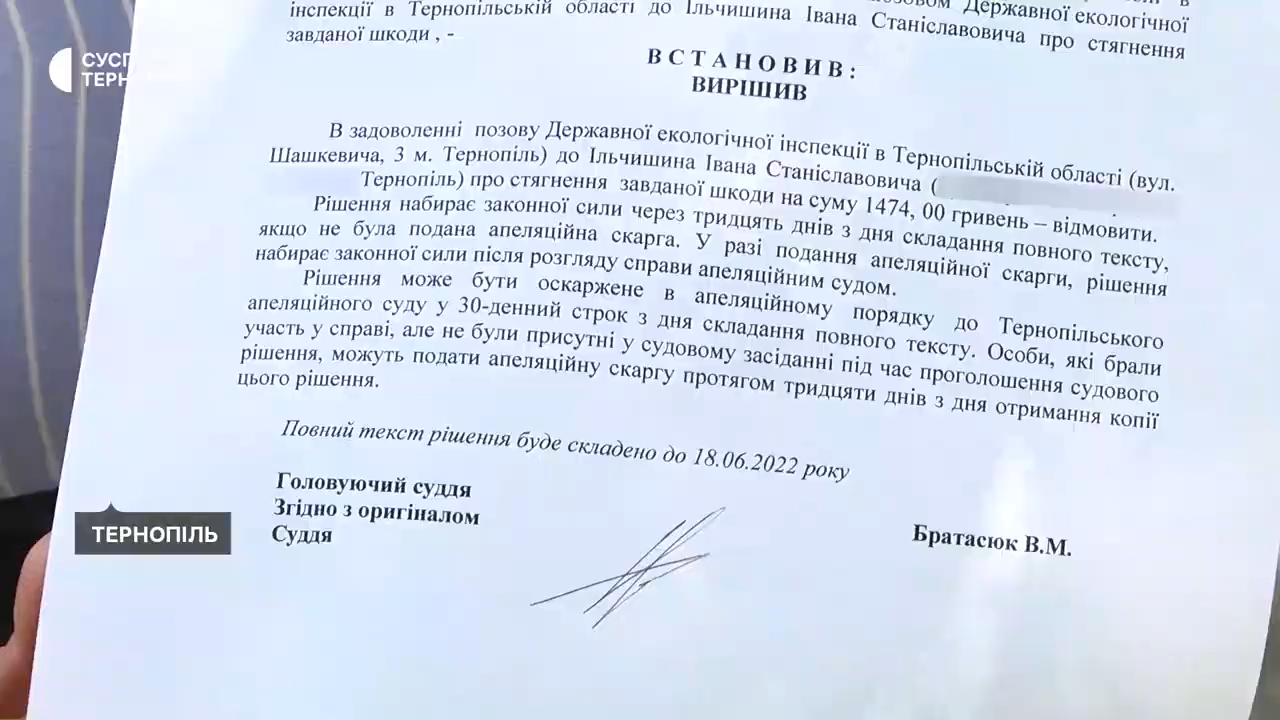 позовом Державної екологічної
інспекції в Тернопільській області до Ільчишина Івана Станіславовича про стягнення
завданої шкоди , -
СУСП
ТЕРН
В С Т А Н О В И В :
ВИРІШИВ
В задоволенні позову Державної екологічної інспекції в Тернопільській області (вул.
Шашкевича, 3 м. Тернопіль) до Ільчишина Івана Станіславовича (
Тернопіль) про стягнення завданої шкоди на суму 1474, 00 гривень – відмовити.
Рішення набирає законної сили через тридцять днів з дня складання повного тексту,
якщо не була подана апеляційна скарга. У разі подання апеляційної скарги, рішення
набирає законної сили після розгляду справи апеляційним судом.
Рішення може бути оскаржене в апеляційному порядку до Тернопільського
апеляційного суду у 30-денний строк з дня складання повного тексту. Особи, які брали
участь у справі, але не були присутні у судовому засіданні під час проголошення судового
рішення, можуть подати апеляційну скаргу протягом тридцяти днів з дня отримання копії
цього рішення.
Повний текст рішення буде складено до 18.06.2022 року
Головуючий суддя
Згідно з оригіналом
Суддя
Братасюк В.М.
ТЕРНОПІЛЬ